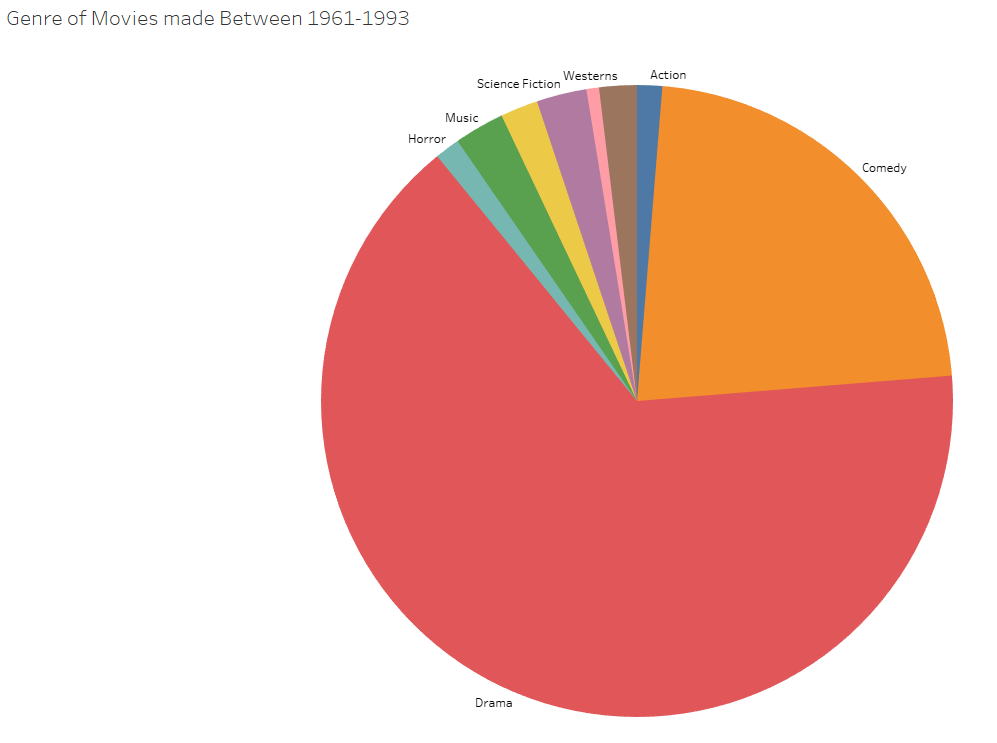 Genre of Movies made Between 1961-1993
Westerns
Action
Science Fiction
Music
Horror
Comedy
Drama